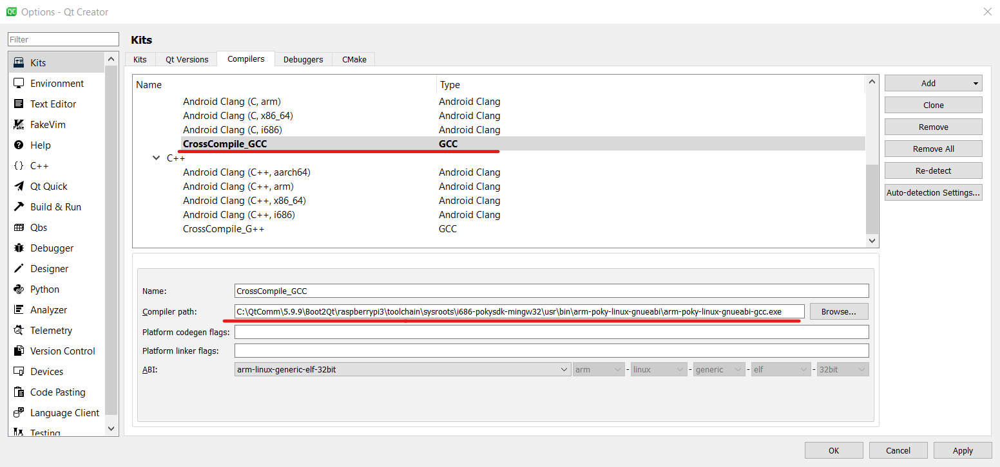 QC Options - Qt Creator
Filter
Kits
Environment
Text Editor
FakeVim
Help
{} C++
Qt Quick
Build & Run
Qbs
Debugger
Designer
Python
Analyzer
Telemetry
Version Control
Devices
Code Pasting
Language Client
Testing
Kits
Kits Qt Versions Compilers Debuggers CMake
Name Type
Android Clang (C, arm) Android Clang
Android Clang (C, x86_64) Android Clang
Android Clang (C, i686) Android Clang
CrossCompile_GCC GCC
C++
Android Clang (C++, aarch64) Android Clang
Android Clang (C++, arm) Android Clang
Android Clang (C++, x86_64) Android Clang
Android Clang (C++, i686) Android Clang
CrossCompile_G++ GCC
Add
Clone
Remove
Remove All
Re-detect
Auto-detection Settings...
Name: CrossCompile_GCC
Compiler path: C:\QtComm\5.9.9\Boot2Qt\raspberrypi3\toolchain\sysroots\i686-pokysdk-mingw32\usr\bin\arm-poky-linux-gnueabi\arm-poky-linux-gnueabi-gcc.exe Browse...
Platform codegen flags:
Platform linker flags:
ABI: arm-linux-generic-elf-32bit arm - linux - generic - elf - 32bit
OK Cancel Apply